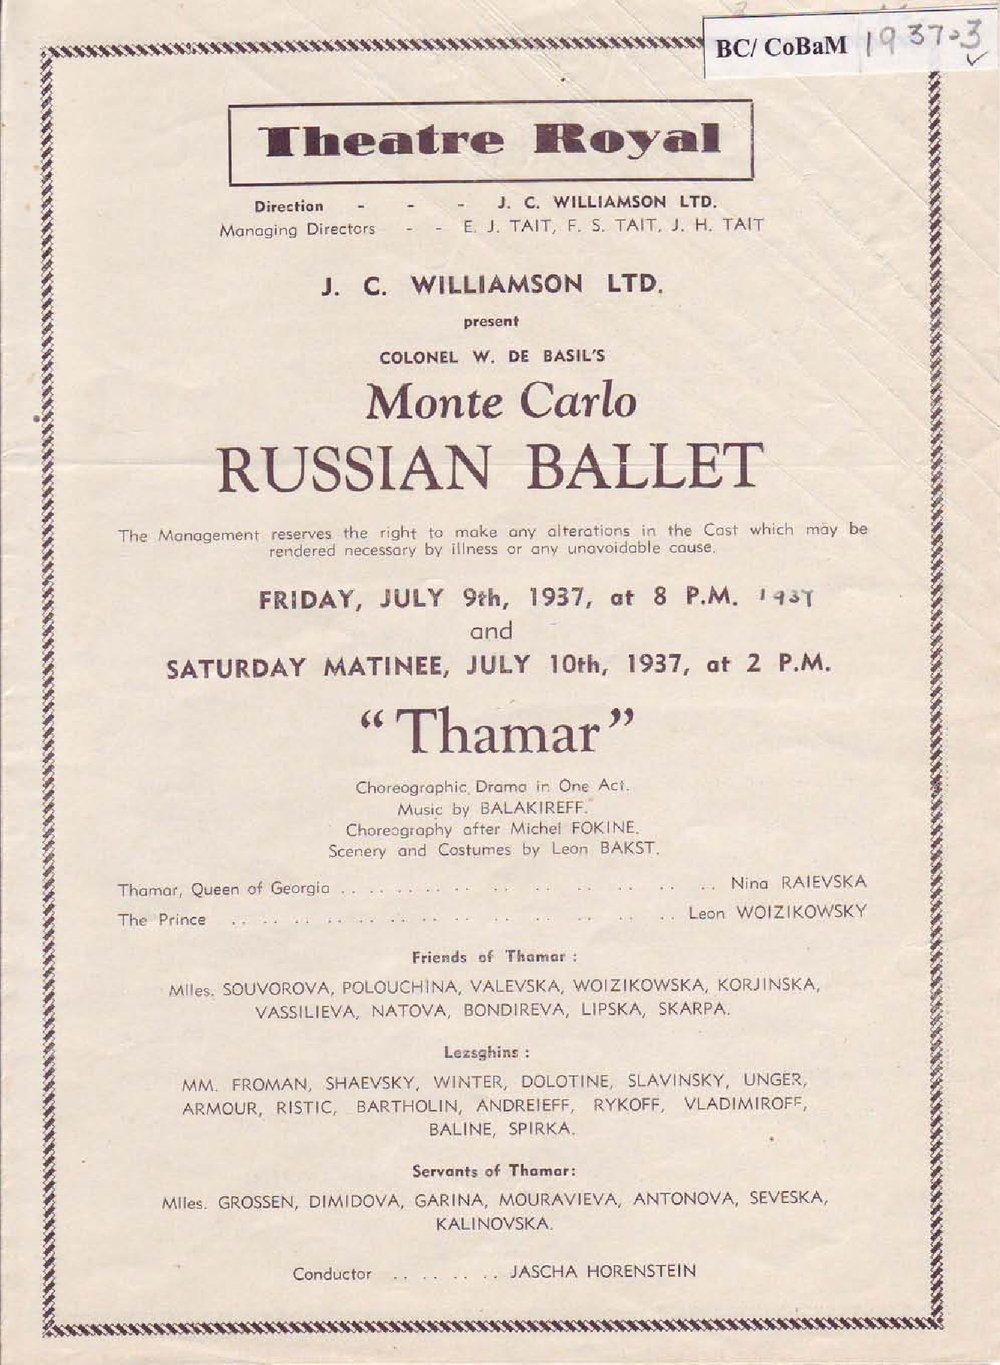 BC/ CoBaM 1937.3
Theatre Royal
Direction - - - J. C. WILLIAMSON LTD.
Managing Directors - - E. J. TAIT, F. S. TAIT, J. H. TAIT
J. C. WILLIAMSON LTD.
present
COLONEL W. DE BASIL'S
Monte Carlo
RUSSIAN BALLET
The Management reserves the right to make any alterations in the Cast which may be
rendered necessary by illness or any unavoidable cause.
FRIDAY, JULY 9th, 1937, at 8 P.M. 1937
and
SATURDAY MATINEE, JULY 10th, 1937, at 2 P.M.
"Thamar"
Choreographic Drama in One Act.
Music by BALAKIREFF.
Choreography after Michel FOKINE.
Scenery and Costumes by Leon BAKST.
Thamar, Queen of Georgia .. .. .. .. .. .. .. .. .. .. Nina RAIEVSKA
The Prince .. .. .. .. .. .. .. .. .. .. .. .. .. Leon WOIZIKOWSKY
Friends of Thamar :
Mlles. SOUVOROVA, POLOUCHINA, VALEVSKA, WOIZIKOWSKA, KORJINSKA,
VASSILIEVA, NATOVA, BONDIREVA, LIPSKA, SKARPA.
Lezsghins :
MM. FROMAN, SHAEVSKY, WINTER, DOLOTINE, SLAVINSKY, UNGER,
ARMOUR, RISTIC, BARTHOLIN, ANDREIEFF, RYKOFF, VLADIMIROFF,
BALINE, SPIRKA.
Servants of Thamar:
Mlles. GROSSEN, DIMIDOVA, GARINA, MOURAVIEVA, ANTONOVA, SEVESKA,
KALINOVSKA.
Conductor .. .. .. .. JASCHA HORENSTEIN